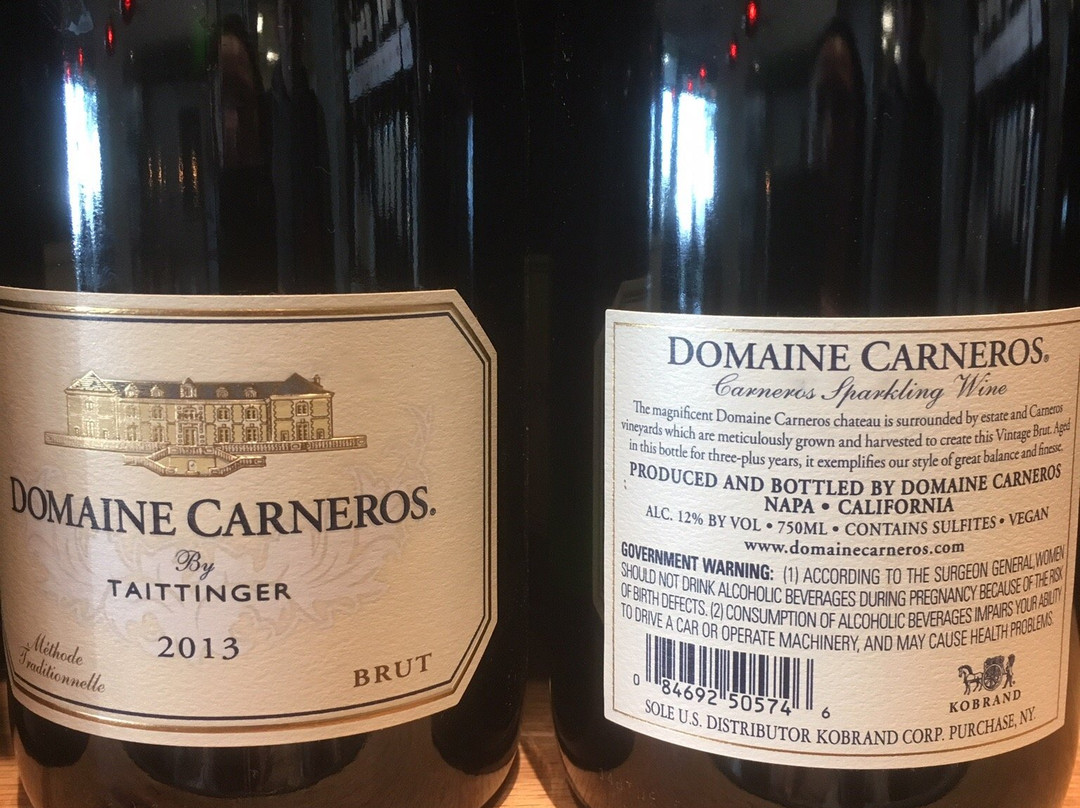 DOMAINE CARNEROS®
By
TAITTINGER
2013
Méthode
Traditionnelle
BRUT
DOMAINE CARNEROS®
Carneros Sparkling Wine
The magnificent Domaine Carneros chateau is surrounded by estate and Carneros
vineyards which are meticulously grown and harvested to create this Vintage Brut. Aged
in this bottle for three-plus years, it exemplifies our style of great balance and finesse.
PRODUCED AND BOTTLED BY DOMAINE CARNEROS
NAPA • CALIFORNIA
ALC. 12% BY VOL • 750ML • CONTAINS SULFITES • VEGAN
www.domainecarneros.com
GOVERNMENT WARNING: (1) ACCORDING TO THE SURGEON GENERAL, WOMEN
SHOULD NOT DRINK ALCOHOLIC BEVERAGES DURING PREGNANCY BECAUSE OF THE RISK
OF BIRTH DEFECTS. (2) CONSUMPTION OF ALCOHOLIC BEVERAGES IMPAIRS YOUR ABILITY
TO DRIVE A CAR OR OPERATE MACHINERY, AND MAY CAUSE HEALTH PROBLEMS.
0 84692 50574 6
KOBRAND
SOLE U.S. DISTRIBUTOR KOBRAND CORP. PURCHASE, NY.